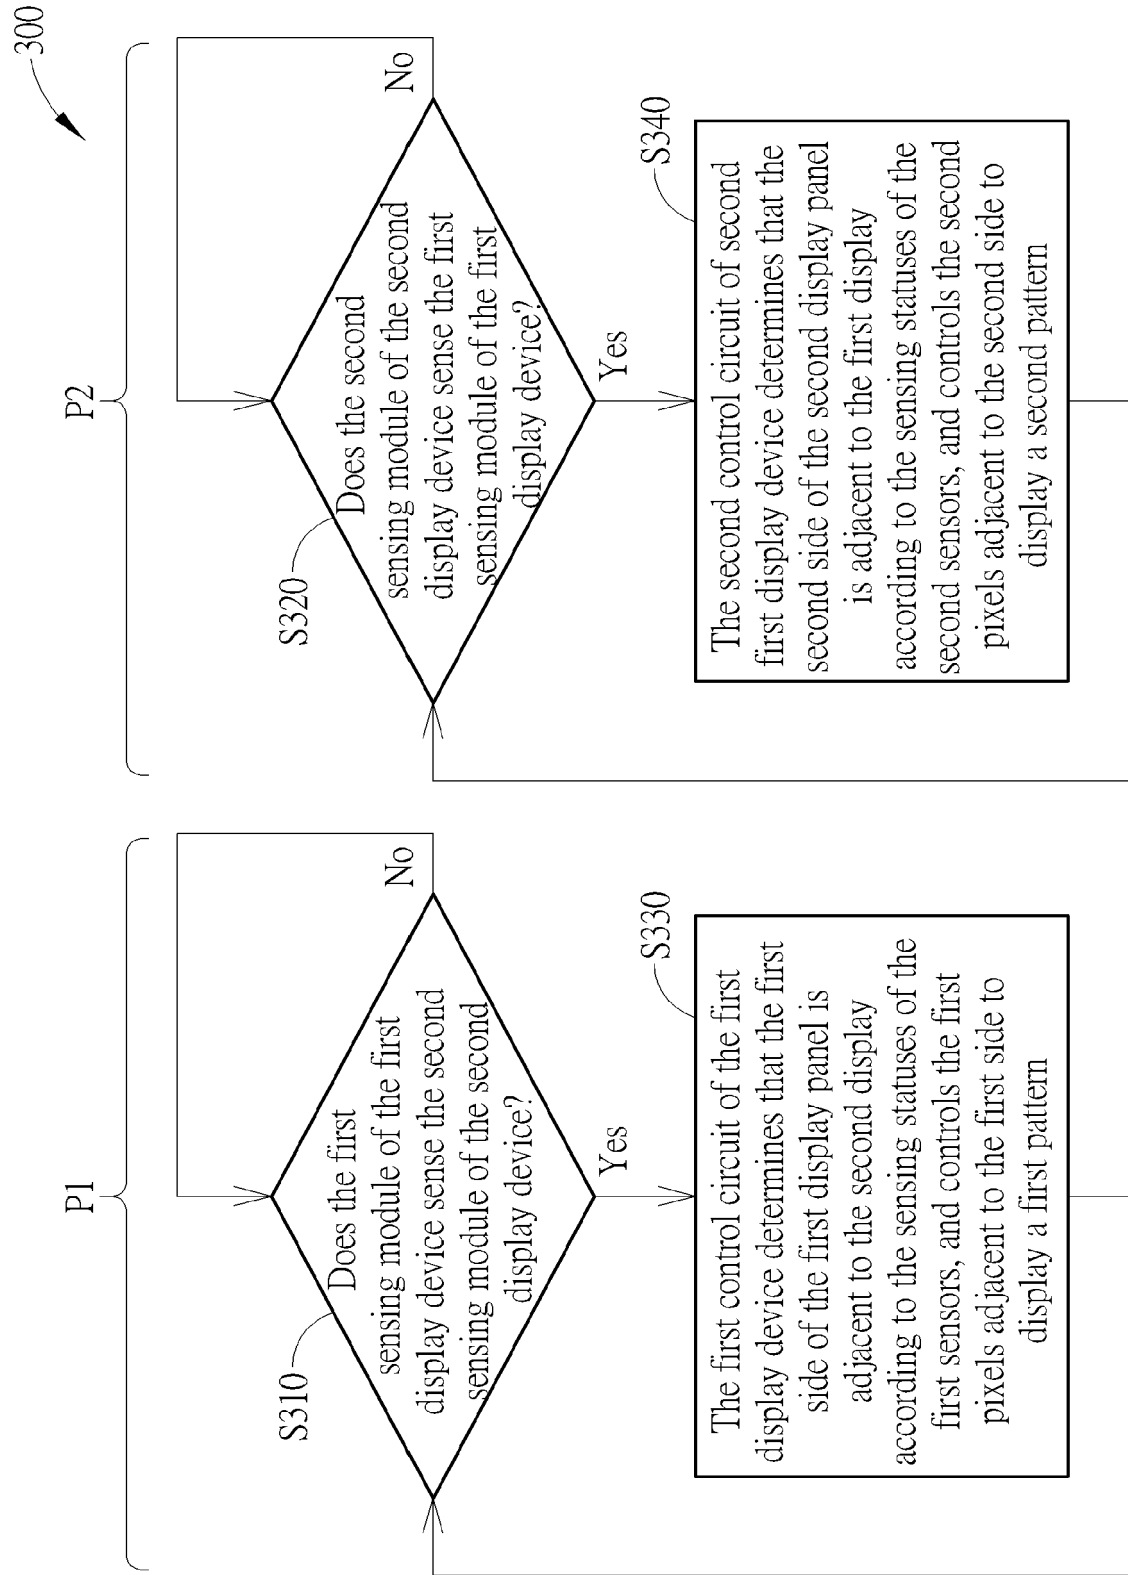 300
P1
S310
Does the first
sensing module of the first
display device sense the second
sensing module of the second
display device?
No
Yes
S330
The first control circuit of the first
display device determines that the first
side of the first display panel is
adjacent to the second display
according to the sensing statuses of the
first sensors, and controls the first
pixels adjacent to the first side to
display a first pattern
P2
S320
Does the second
sensing module of the second
display device sense the first
sensing module of the first
display device?
No
Yes
S340
The second control circuit of second
first display device determines that the
second side of the second display panel
is adjacent to the first display
according to the sensing statuses of the
second sensors, and controls the second
pixels adjacent to the second side to
display a second pattern